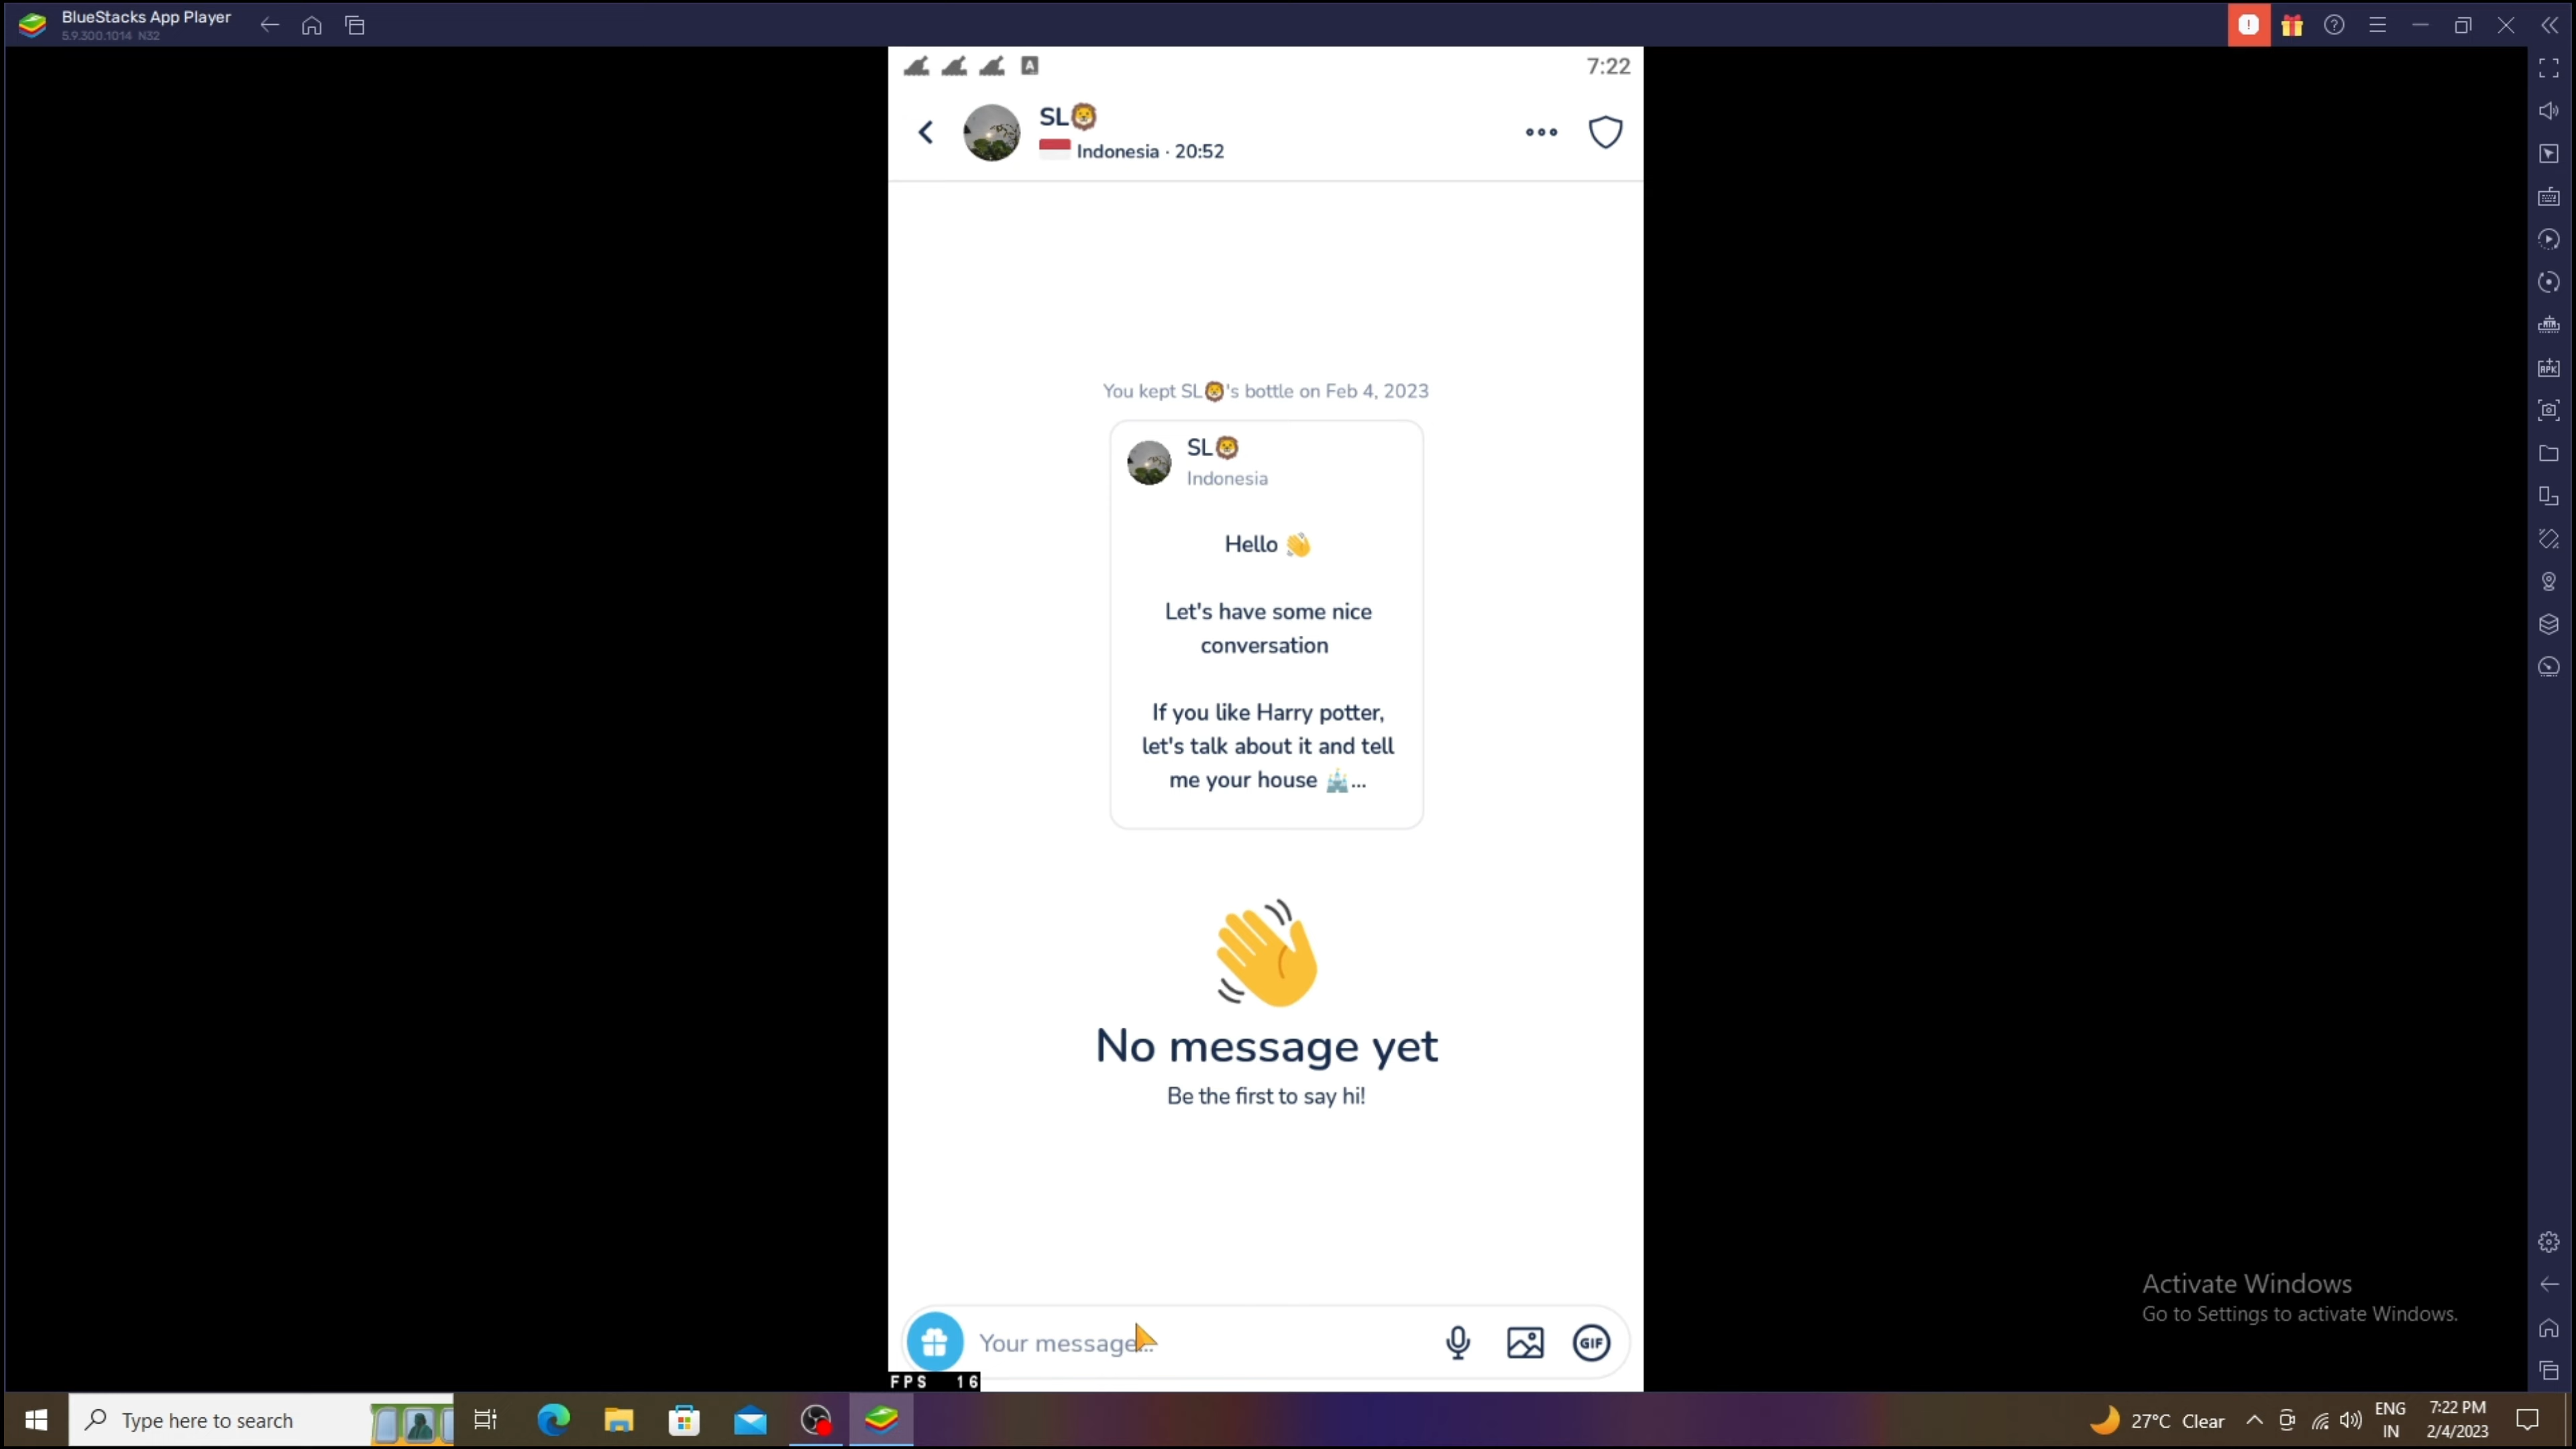 BlueStacks App Player
5.9.300.1014 N32
7:22
SL🦁
Indonesia · 20:52
You kept SL🦁's bottle on Feb 4, 2023
SL🦁
Indonesia
Hello 👋
Let's have some nice
conversation
If you like Harry potter,
let's talk about it and tell
me your house 🏰...
No message yet
Be the first to say hi!
Your message...
GIF
FPS 16
Activate Windows
Go to Settings to activate Windows.
Type here to search
27°C Clear
ENG
IN
7:22 PM
2/4/2023